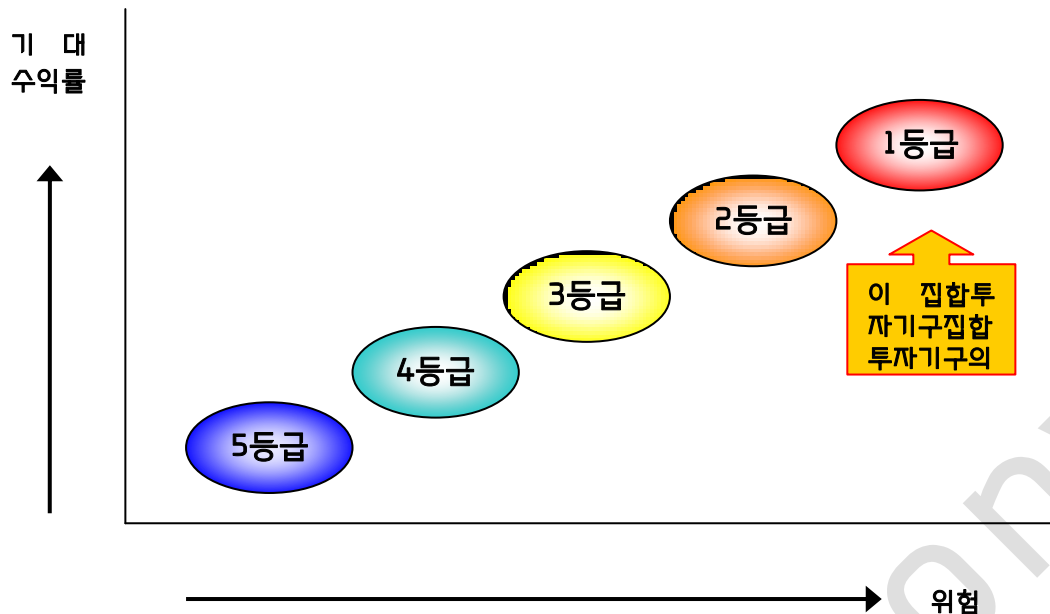 기 대
수익률
1등급
2등급
3등급
4등급
5등급
이 집합투
자기구집합
투자기구의
위험